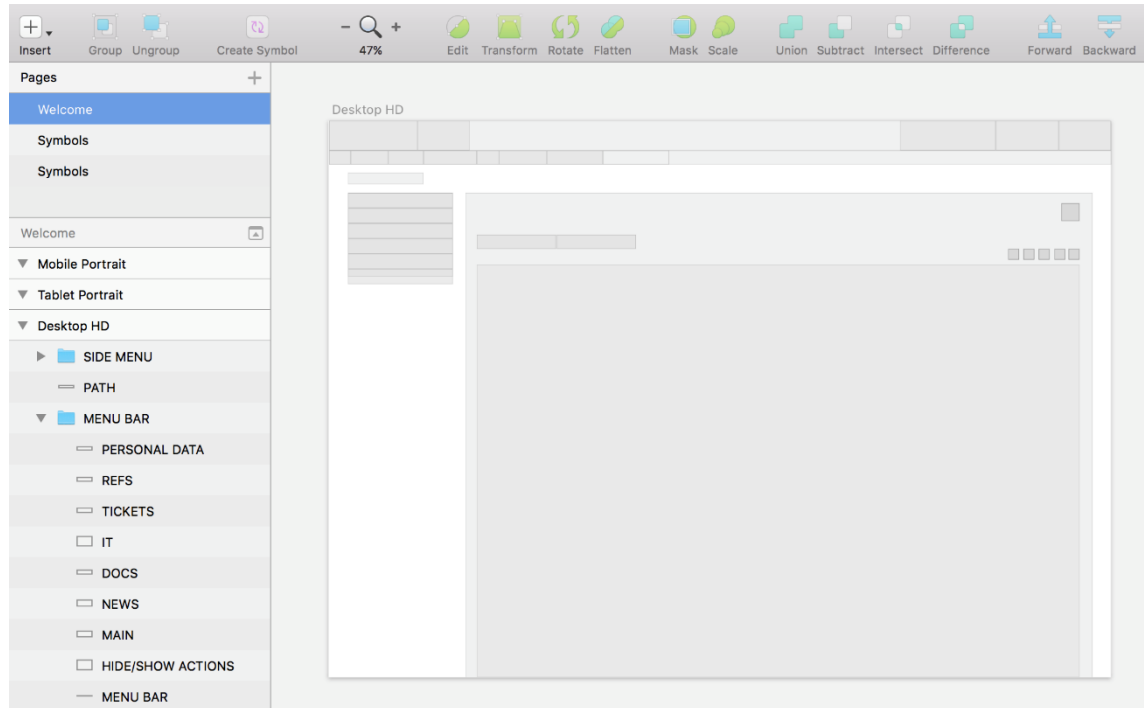 Insert Group Ungroup Create Symbol - 47% + Edit Transform Rotate Flatten Mask Scale Union Subtract Intersect Difference Forward Backward
Pages +
Welcome
Symbols
Symbols
Welcome
Mobile Portrait
Tablet Portrait
Desktop HD
SIDE MENU
PATH
MENU BAR
PERSONAL DATA
REFS
TICKETS
IT
DOCS
NEWS
MAIN
HIDE/SHOW ACTIONS
MENU BAR
Desktop HD